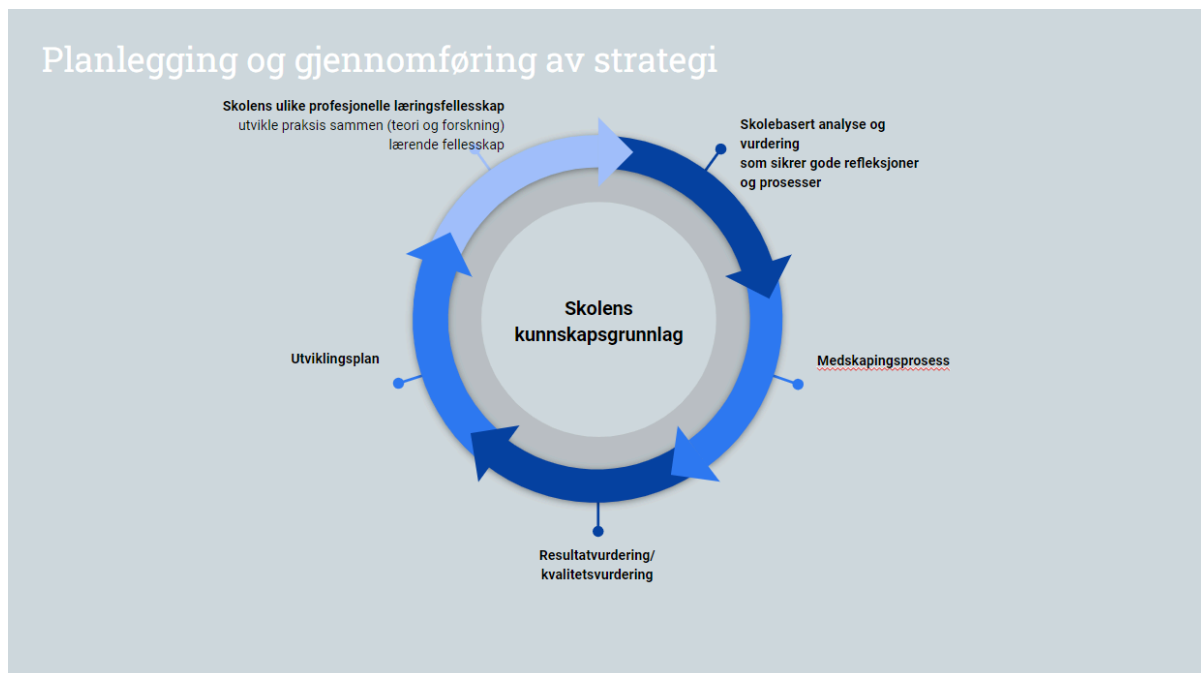 Planlegging og gjennomføring av strategi
Skolens ulike profesjonelle læringsfellesskap
utvikle praksis sammen (teori og forskning)
lærende fellesskap
Skolebasert analyse og
vurdering
som sikrer gode refleksjoner
og prosesser
Skolens
kunnskapsgrunnlag
Utviklingsplan
Medskapingsprosess
Resultatvurdering/
kvalitetsvurdering